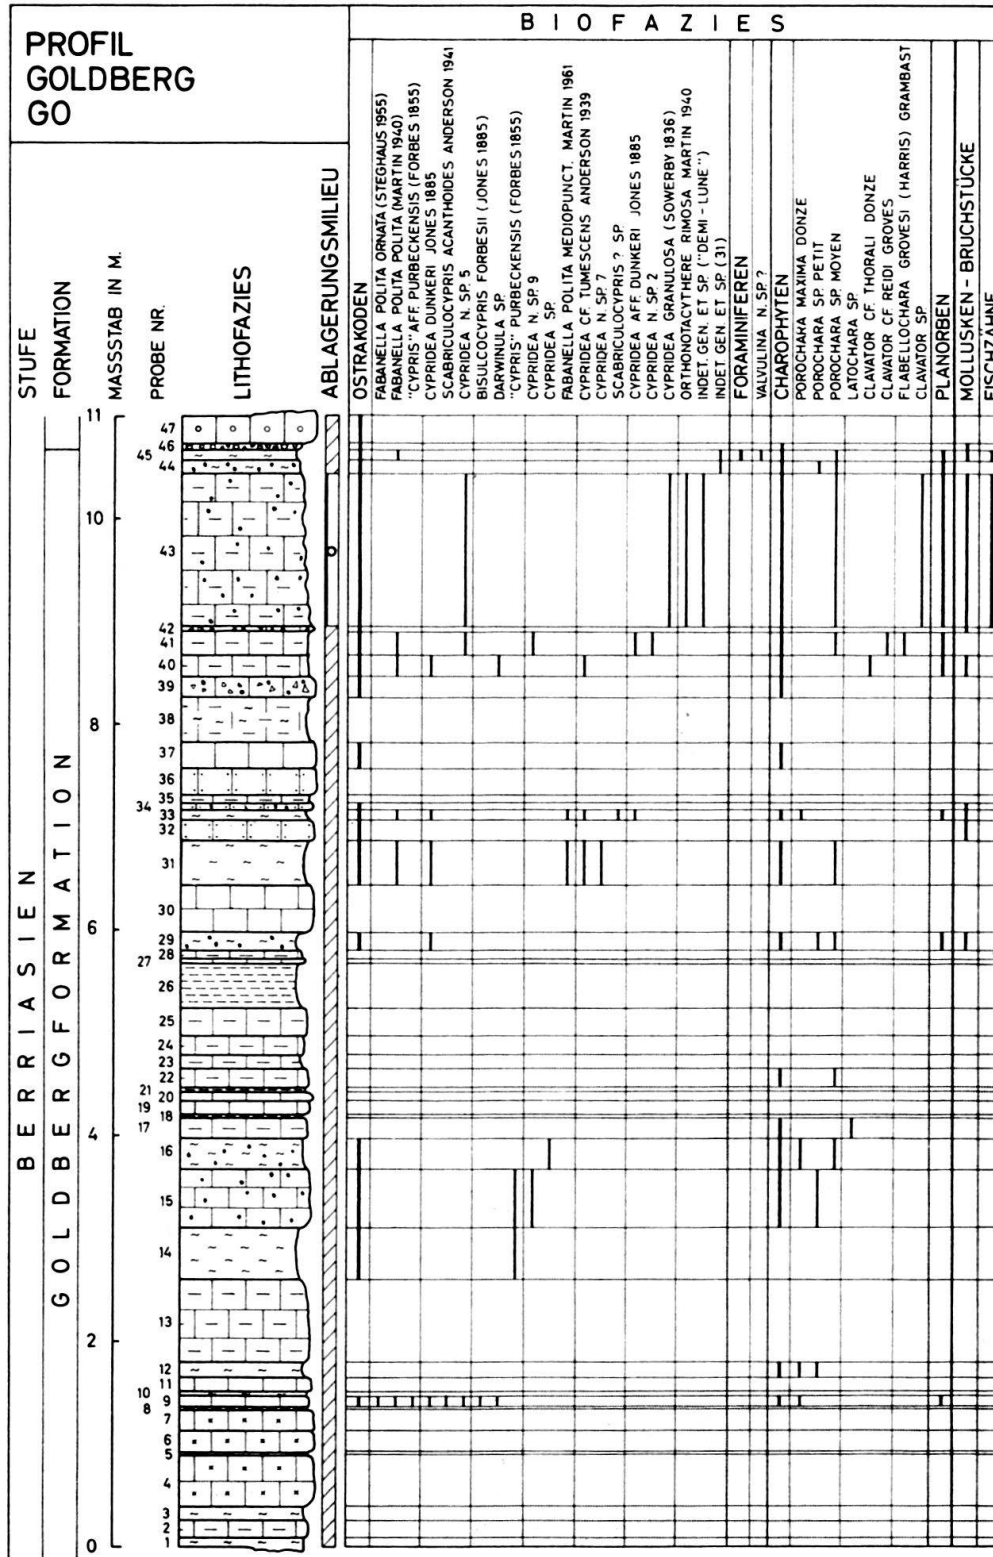 PROFIL
GOLDBERG
GO
B I O F A Z I E S
STUFE
FORMATION
MASSSTAB IN M.
PROBE NR.
LITHOFAZIES
ABLAGERUNGSMILIEU
OSTRAKODEN
FABANELLA POLITA ORNATA (STEGHAUS 1955)
FABANELLA POLITA POLITA (MARTIN 1940)
"CYPRIS" AFF. PURBECKENSIS (FORBES 1855)
CYPRIDEA DUNKERI JONES 1885
SCABRICULOCYPRIS ACANTHOIDES ANDERSON 1941
CYPRIDEA N. SP. 5
BISULCOCYPRIS FORBESII (JONES 1885)
DARWINULA SP.
"CYPRIS" PURBECKENSIS (FORBES 1855)
CYPRIDEA N. SP. 9
CYPRIDEA SP.
FABANELLA POLITA MEDIOPUNCT. MARTIN 1961
CYPRIDEA CF. TUMESCENS ANDERSON 1939
CYPRIDEA N. SP. 7
SCABRICULOCYPRIS ? SP.
CYPRIDEA AFF. DUNKERI JONES 1885
CYPRIDEA N. SP. 2
CYPRIDEA GRANULOSA (SOWERBY 1836)
ORTHONOTACYTHERE RIMOSA MARTIN 1940
INDET. GEN. ET SP. ("DEMI - LUNE")
INDET GEN. ET SP. (31)
FORAMINIFEREN
VALVULINA N. SP. ?
CHAROPHYTEN
POROCHARA MAXIMA DONZE
POROCHARA SP. PETIT
POROCHARA SP. MOYEN
LATOCHARA SP.
CLAVATOR CF. THORALI DONZE
CLAVATOR CF REIDI GROVES
FLABELLOCHARA GROVESI (HARRIS) GRAMBAST
CLAVATOR SP
PLANORBEN
MOLLUSKEN - BRUCHSTÜCKE
FISCHZÄHNE
BERRIASIEN
GOLDBERGFORMATION
11
10
8
6
4
2
0
47
46
45
44
43
42
41
40
39
38
37
36
35
34
33
32
31
30
29
28
27
26
25
24
23
22
21
20
19
18
17
16
15
14
13
12
11
10
9
8
7
6
5
4
3
2
1